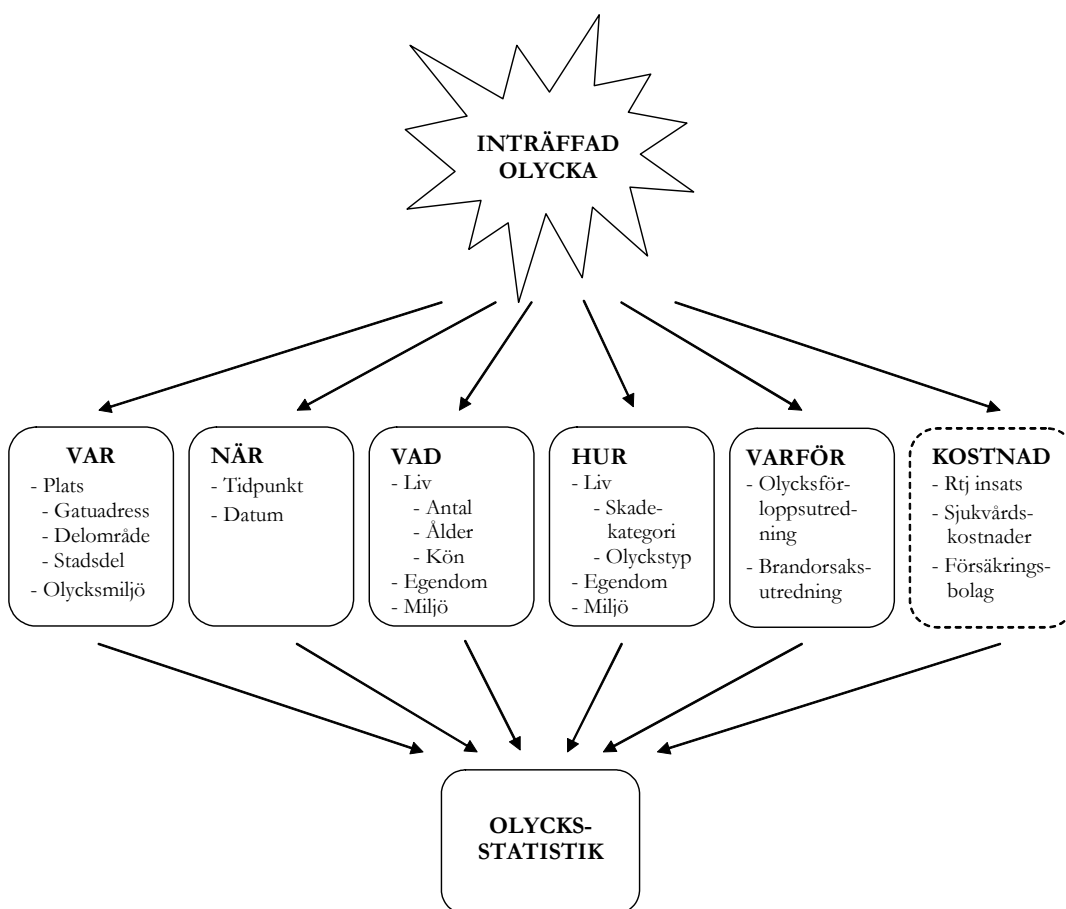 INTRÄFFAD
OLYCKA
VAR
- Plats
- Gatuadress
- Delområde
- Stadsdel
- Olycksmiljö
NÄR
- Tidpunkt
- Datum
VAD
- Liv
- Antal
- Ålder
- Kön
- Egendom
- Miljö
HUR
- Liv
- Skade-
kategori
- Olyckstyp
- Egendom
- Miljö
VARFÖR
- Olycksför-
loppsutred-
ning
- Brandorsaks-
utredning
KOSTNAD
- Rtj insats
- Sjukvårds-
kostnader
- Försäkrings-
bolag
OLYCKS-
STATISTIK